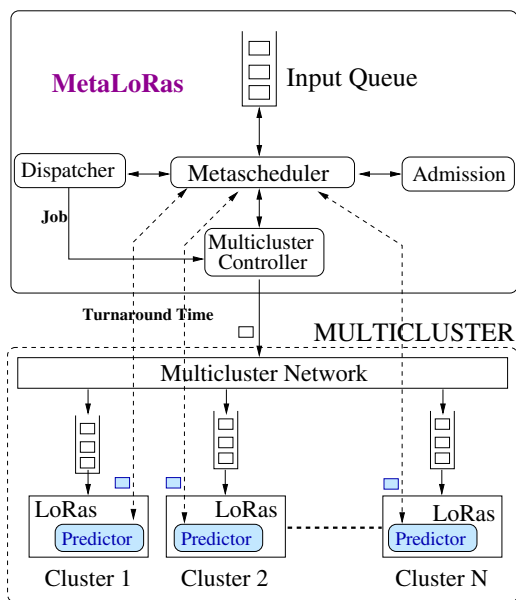 MetaLoRas
Input Queue
Dispatcher
Metascheduler
Admission
Job
Multicluster
Controller
Turnaround Time
MULTICLUSTER
Multicluster Network
LoRas
LoRas
LoRas
Predictor
Predictor
Predictor
Cluster 1
Cluster 2
Cluster N